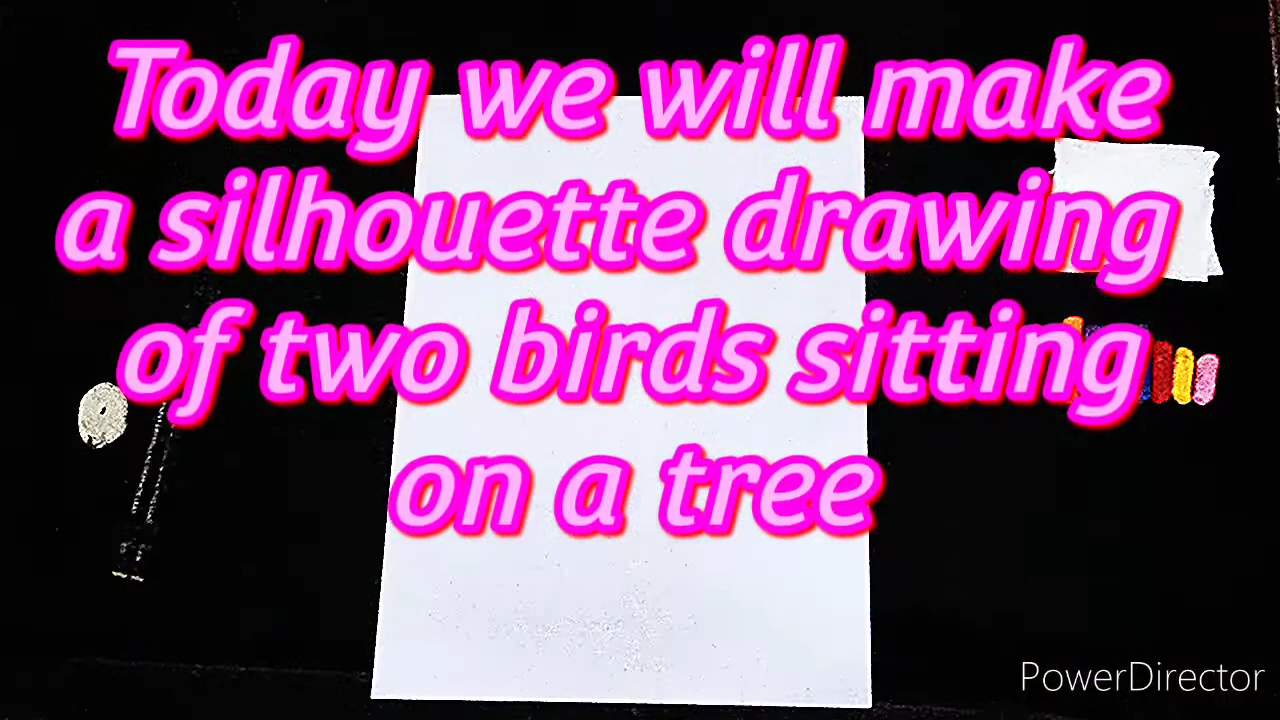 Today we will make
a silhouette drawing
of two birds sitting
on a tree
PowerDirector